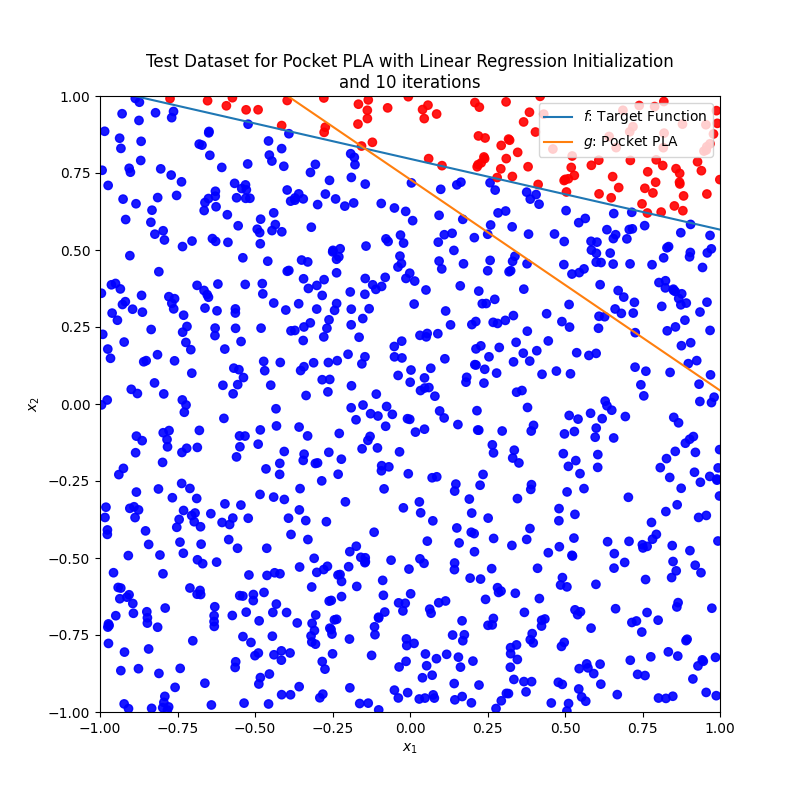 Test Dataset for Pocket PLA with Linear Regression Initialization
and 10 iterations
f: Target Function
g: Pocket PLA
1.00
0.75
0.50
0.25
0.00
−0.25
−0.50
−0.75
−1.00
x₂
−1.00 −0.75 −0.50 −0.25 0.00 0.25 0.50 0.75 1.00
x₁